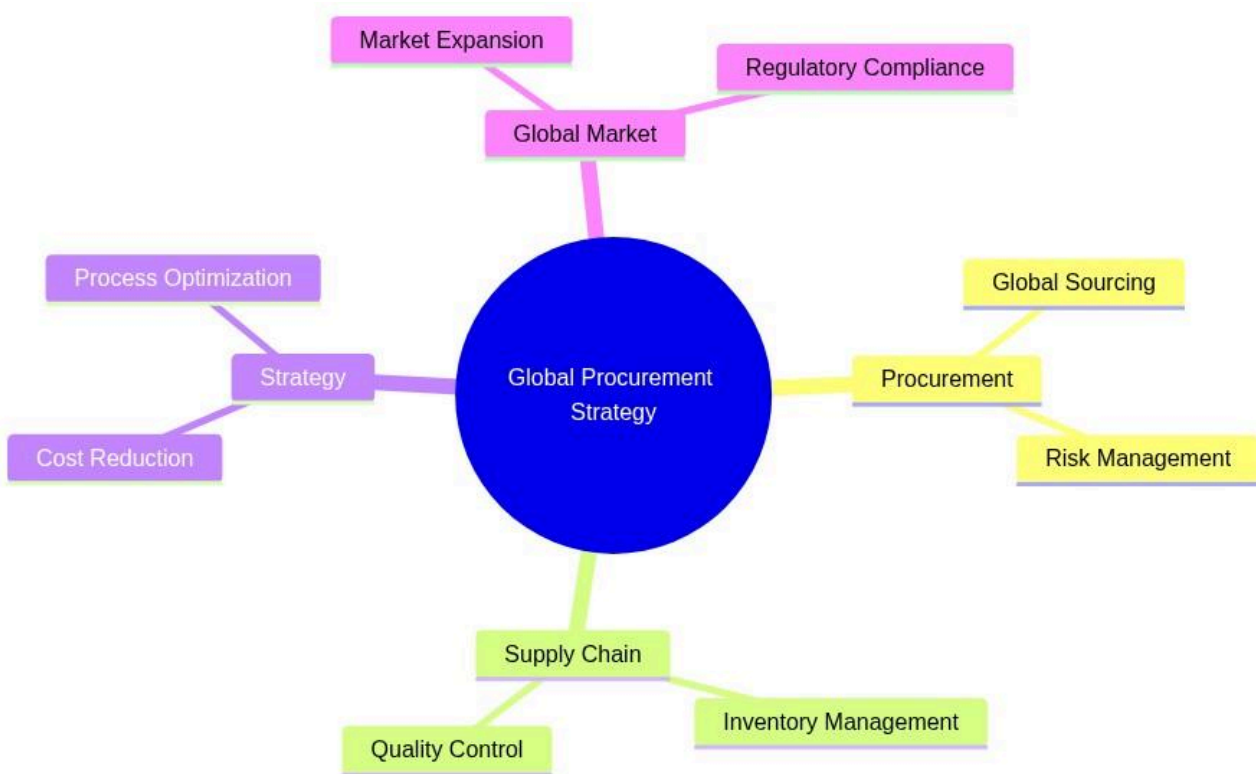 Market Expansion
Regulatory Compliance
Global Market
Process Optimization
Global Sourcing
Strategy
Global Procurement
Strategy
Procurement
Cost Reduction
Risk Management
Supply Chain
Inventory Management
Quality Control